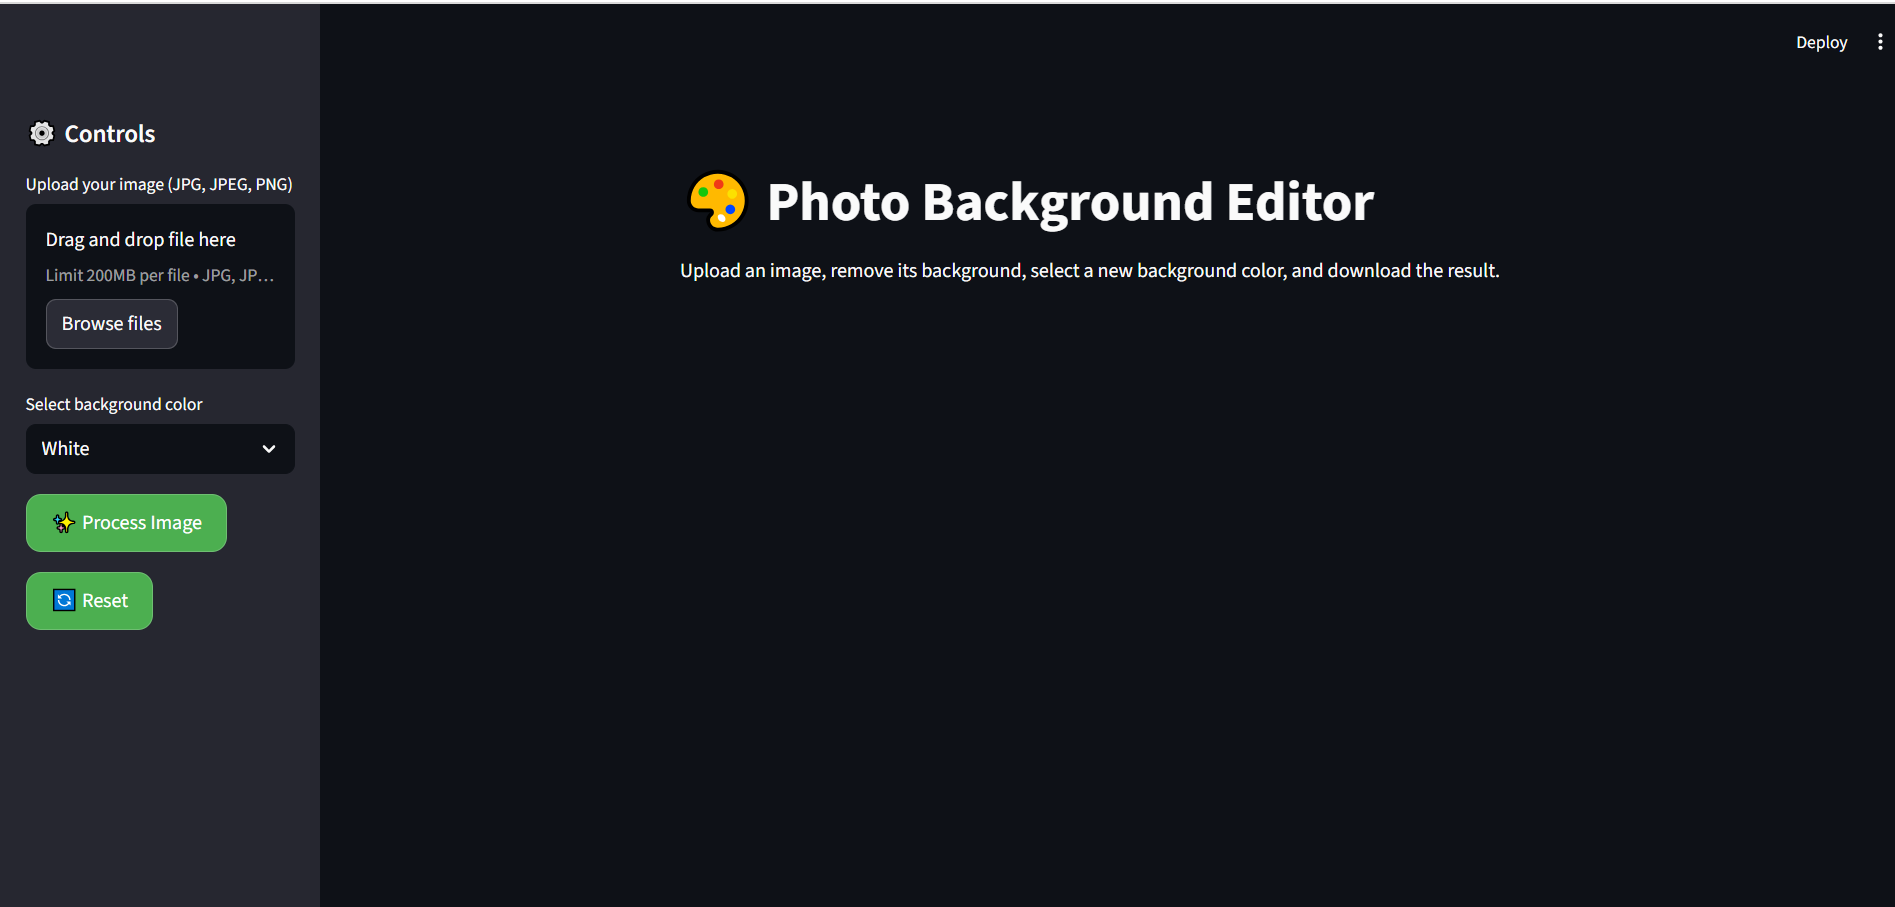 Deploy
Controls
Upload your image (JPG, JPEG, PNG)
Drag and drop file here
Limit 200MB per file • JPG, JP...
Browse files
Select background color
White
Process Image
Reset
Photo Background Editor
Upload an image, remove its background, select a new background color, and download the result.